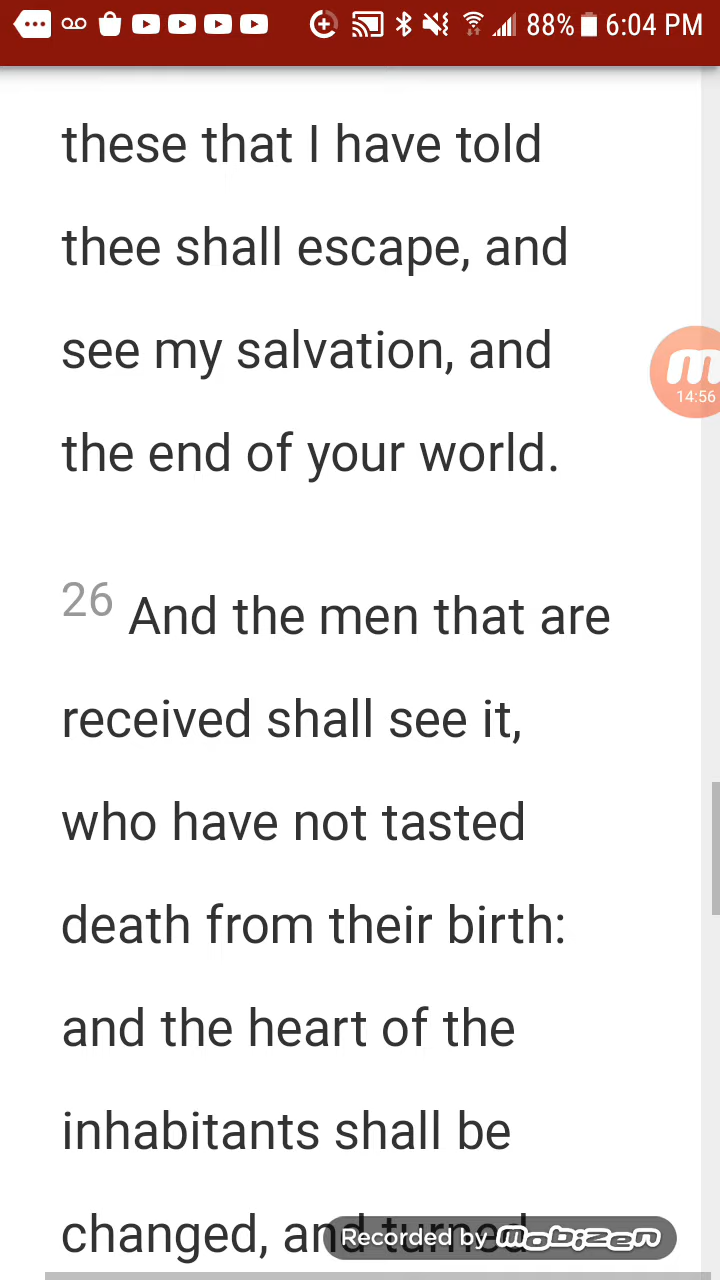 88% 6:04 PM
these that I have told
thee shall escape, and
see my salvation, and
m
14:56
the end of your world.
26 And the men that are
received shall see it,
who have not tasted
death from their birth:
and the heart of the
inhabitants shall be
changed, and turned
Recorded by mobizen